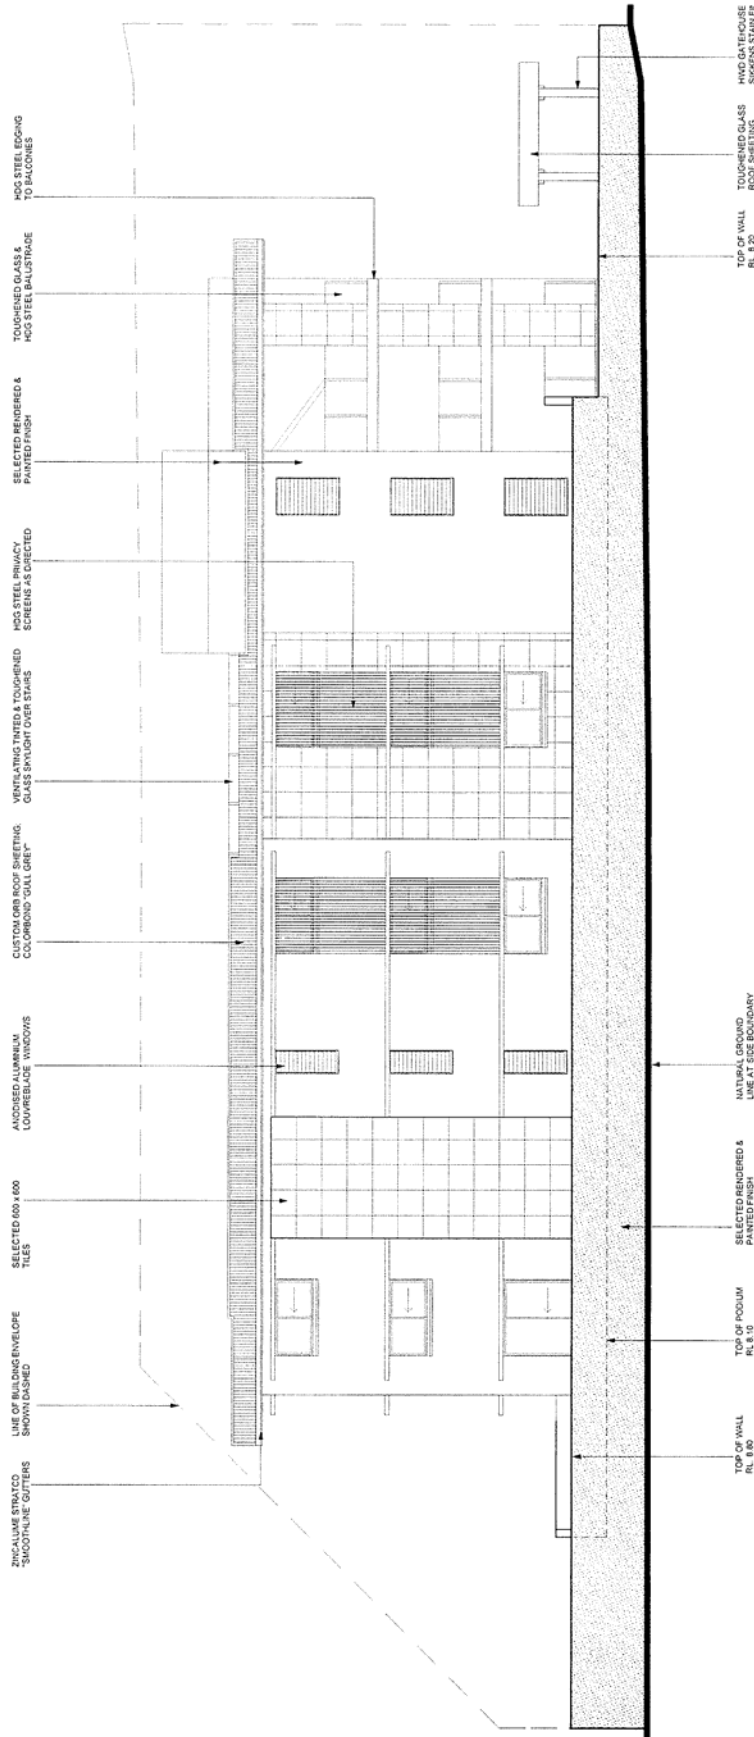 ZINCALUME STRATCO
"SMOOTHLINE" GUTTERS
LINE OF BUILDING ENVELOPE
SHOWN DASHED
SELECTED 600 x 600
TILES
ANODISED ALUMINIUM
LOUVREBLADE WINDOWS
CUSTOM ORB ROOF SHEETING:
COLORBOND "GULL GREY"
VENTILATING TINTED & TOUGHENED
GLASS SKYLIGHT OVER STAIRS
HDG STEEL PRIVACY
SCREENS AS DIRECTED
SELECTED RENDERED &
PAINTED FINISH
TOUGHENED GLASS &
HDG STEEL BALUSTRADE
HDG STEEL EDGING
TO BALCONIES
TOP OF WALL
RL 8.80
TOP OF PODIUM
RL 8.10
SELECTED RENDERED &
PAINTED FINISH
NATURAL GROUND
LINE AT SIDE BOUNDARY
TOP OF WALL
RL 8.20
TOUGHENED GLASS
ROOF SHEETING
HWD GATEHOUSE